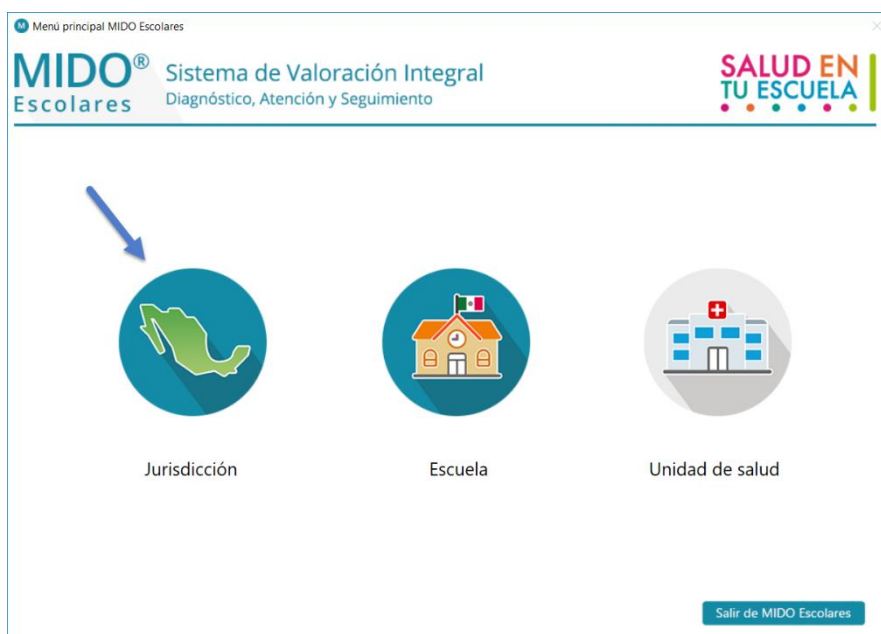 M Menú principal MIDO Escolares
MIDO®
Escolares
Sistema de Valoración Integral
Diagnóstico, Atención y Seguimiento
SALUD EN
TU ESCUELA
Jurisdicción
Escuela
Unidad de salud
Salir de MIDO Escolares